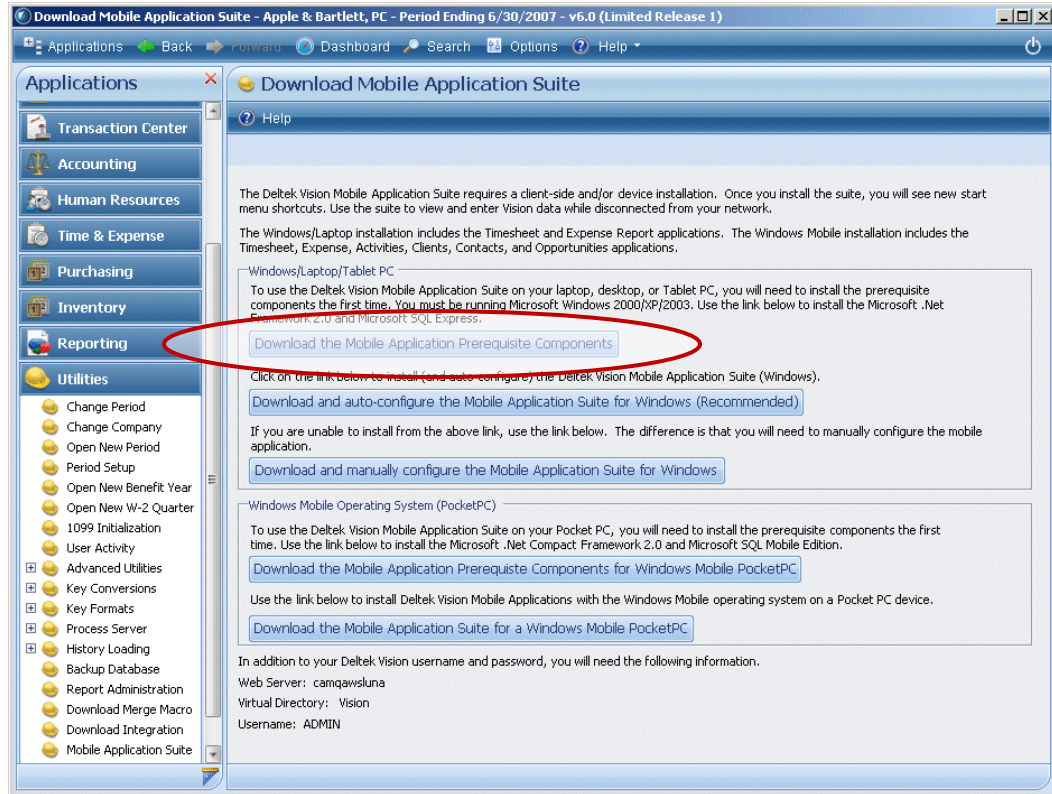 Download Mobile Application Suite - Apple & Bartlett, PC - Period Ending 6/30/2007 - v6.0 (Limited Release 1)
Applications Back Forward Dashboard Search Options Help
Applications
Transaction Center
Accounting
Human Resources
Time & Expense
Purchasing
Inventory
Reporting
Utilities
Change Period
Change Company
Open New Period
Period Setup
Open New Benefit Year
Open New W-2 Quarter
1099 Initialization
User Activity
Advanced Utilities
Key Conversions
Key Formats
Process Server
History Loading
Backup Database
Report Administration
Download Merge Macro
Download Integration
Mobile Application Suite
Download Mobile Application Suite
Help
The Deltek Vision Mobile Application Suite requires a client-side and/or device installation. Once you install the suite, you will see new start
menu shortcuts. Use the suite to view and enter Vision data while disconnected from your network.
The Windows/Laptop installation includes the Timesheet and Expense Report applications. The Windows Mobile installation includes the
Timesheet, Expense, Activities, Clients, Contacts, and Opportunities applications.
Windows/Laptop/Tablet PC
To use the Deltek Vision Mobile Application Suite on your laptop, desktop, or Tablet PC, you will need to install the prerequisite
components the first time. You must be running Microsoft Windows 2000/XP/2003. Use the link below to install the Microsoft .Net
Framework 2.0 and Microsoft SQL Express.
Download the Mobile Application Prerequisite Components
Click on the link below to install (and auto-configure) the Deltek Vision Mobile Application Suite (Windows).
Download and auto-configure the Mobile Application Suite for Windows (Recommended)
If you are unable to install from the above link, use the link below. The difference is that you will need to manually configure the mobile
application.
Download and manually configure the Mobile Application Suite for Windows
Windows Mobile Operating System (PocketPC)
To use the Deltek Vision Mobile Application Suite on your Pocket PC, you will need to install the prerequisite components the first
time. Use the link below to install the Microsoft .Net Compact Framework 2.0 and Microsoft SQL Mobile Edition.
Download the Mobile Application Prerequiste Components for Windows Mobile PocketPC
Use the link below to install Deltek Vision Mobile Applications with the Windows Mobile operating system on a Pocket PC device.
Download the Mobile Application Suite for a Windows Mobile PocketPC
In addition to your Deltek Vision username and password, you will need the following information.
Web Server: camqawsluna
Virtual Directory: Vision
Username: ADMIN